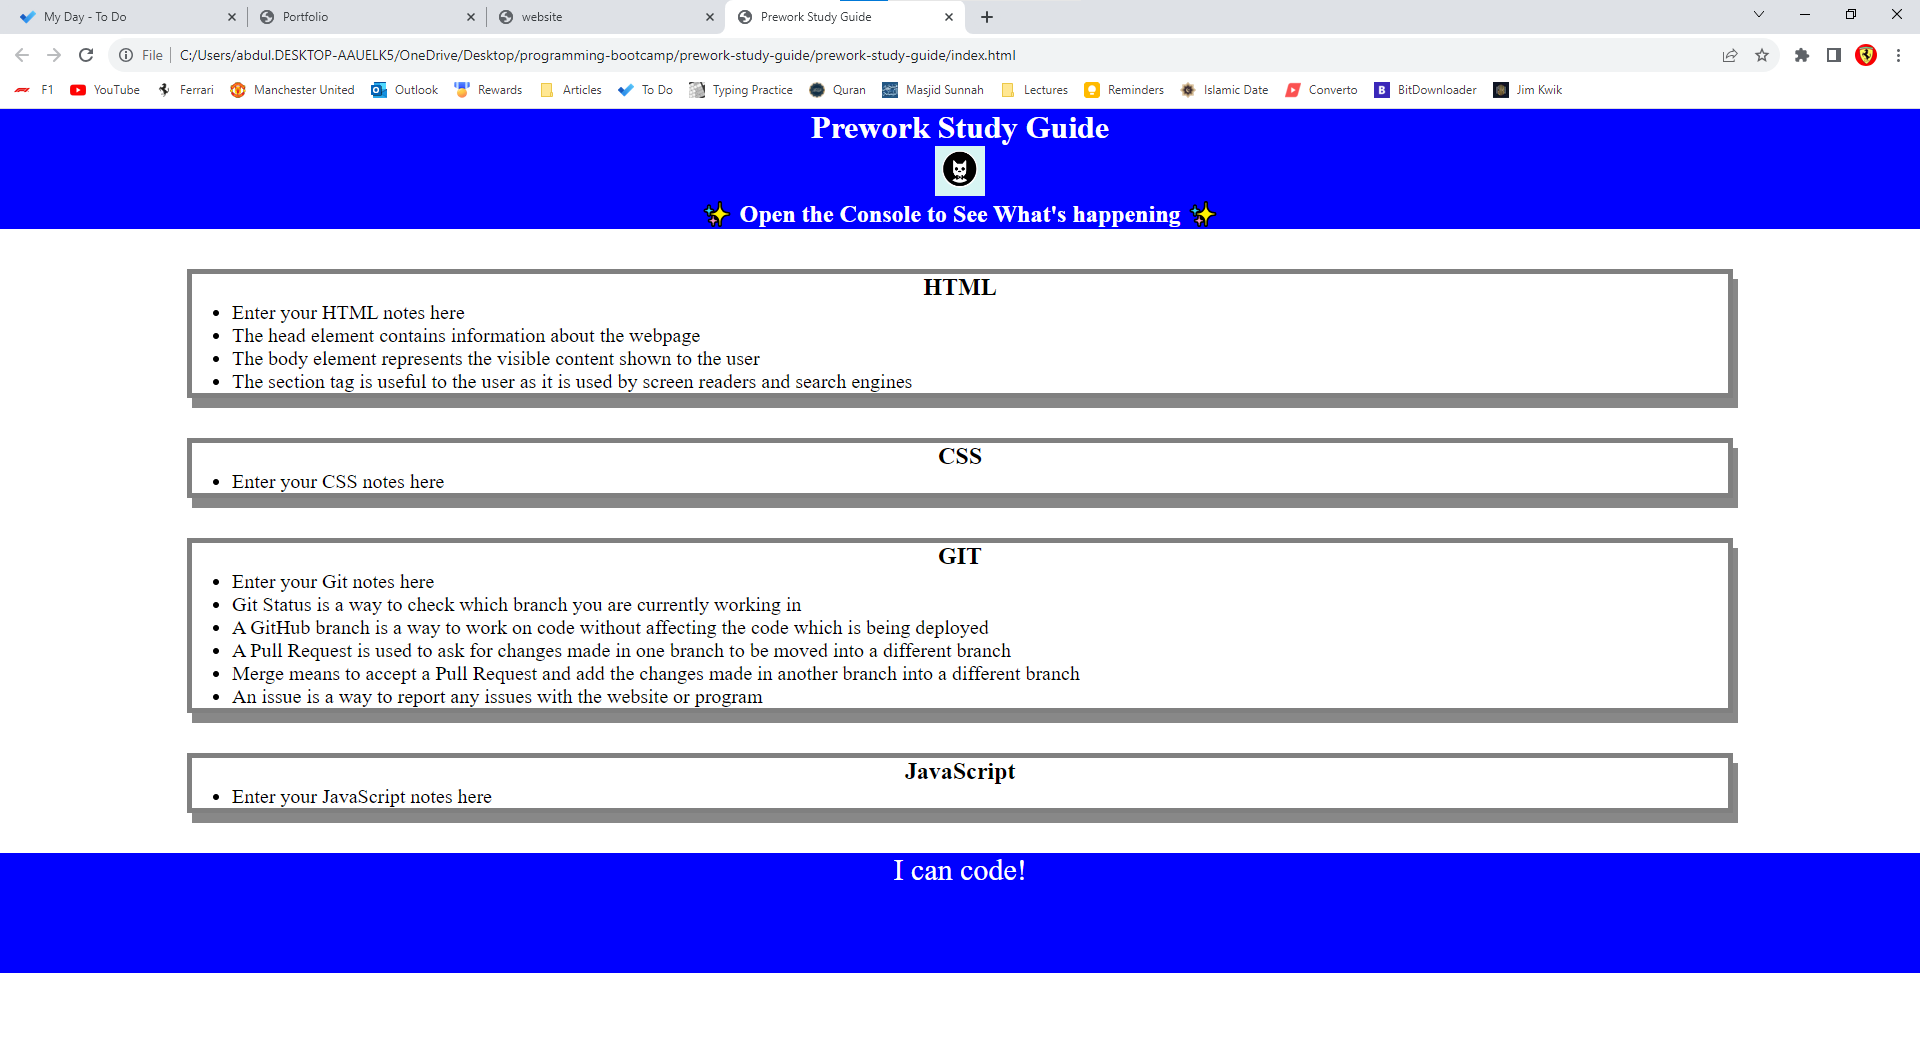 My Day - To Do
Portfolio
website
Prework Study Guide
File
C:/Users/abdul.DESKTOP-AAUELK5/OneDrive/Desktop/programming-bootcamp/prework-study-guide/prework-study-guide/index.html
F1 YouTube Ferrari Manchester United Outlook Rewards Articles To Do Typing Practice Quran Masjid Sunnah Lectures Reminders Islamic Date Converto BitDownloader Jim Kwik
Prework Study Guide
✨ Open the Console to See What's happening ✨
HTML
• Enter your HTML notes here
• The head element contains information about the webpage
• The body element represents the visible content shown to the user
• The section tag is useful to the user as it is used by screen readers and search engines
CSS
• Enter your CSS notes here
GIT
• Enter your Git notes here
• Git Status is a way to check which branch you are currently working in
• A GitHub branch is a way to work on code without affecting the code which is being deployed
• A Pull Request is used to ask for changes made in one branch to be moved into a different branch
• Merge means to accept a Pull Request and add the changes made in another branch into a different branch
• An issue is a way to report any issues with the website or program
JavaScript
• Enter your JavaScript notes here
I can code!